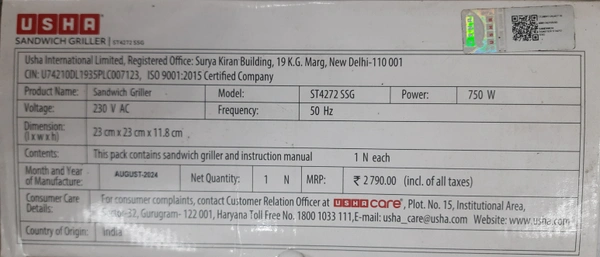 USHA
SANDWICH GRILLER | ST4272 SSG
Usha International Limited, Registered Office: Surya Kiran Building, 19 K.G. Marg, New Delhi-110 001
CIN: U74210DL1935PLC007123, ISO 9001:2015 Certified Company
Product Name: Sandwich Griller Model: ST4272 SSG Power: 750 W
Voltage: 230 V AC Frequency: 50 Hz
Dimension: (l x w x h) 23 cm x 23 cm x 11.8 cm
Contents: This pack contains sandwich griller and instruction manual 1 N each
Month and Year of Manufacture: AUGUST-2024 Net Quantity: 1 N MRP: ₹ 2790.00 (incl. of all taxes)
Consumer Care Details: For consumer complaints, contact Customer Relation Officer at USHA care, Plot. No. 15, Institutional Area,
Sector-32, Gurugram- 122 001, Haryana Toll Free No. 1800 1033 111, E-mail: usha_care@usha.com Website: www.usha.com
Country of Origin: India